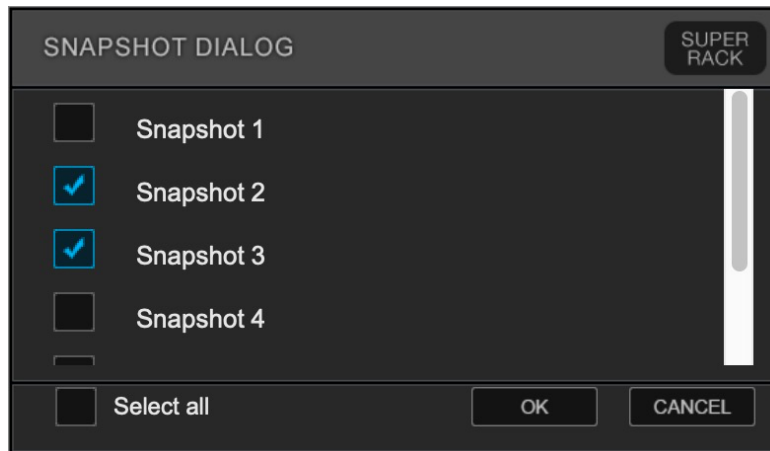 SNAPSHOT DIALOG
SUPER
RACK
Snapshot 1
Snapshot 2
Snapshot 3
Snapshot 4
Select all
OK
CANCEL